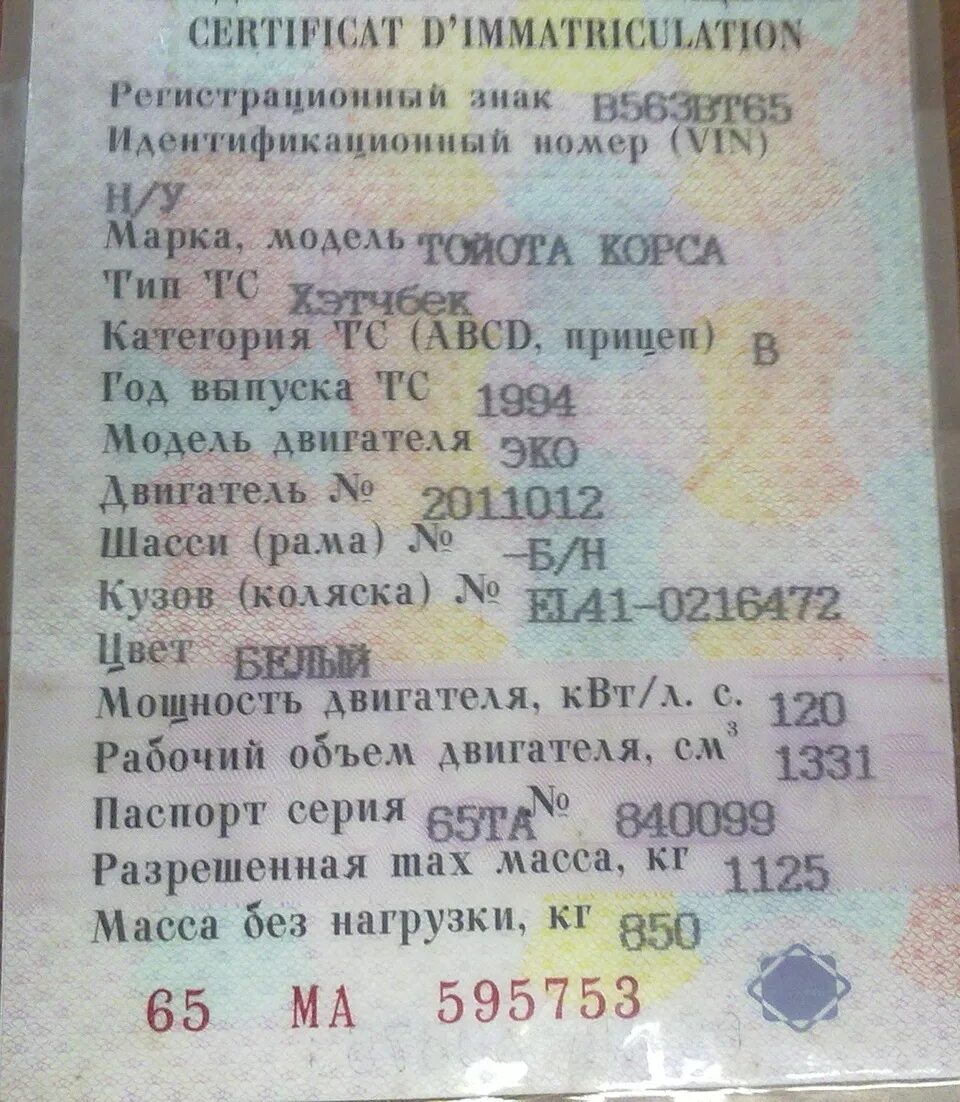 CERTIFICAT D'IMMATRICULATION
Регистрационный знак В563ВТ65
Идентификационный номер (VIN)
Н/У
Марка, модель ТОЙОТА КОРСА
Тип ТС Хэтчбек
Категория ТС (ABCD, прицеп) В
Год выпуска ТС 1994
Модель двигателя ЭКО
Двигатель № 2011012
Шасси (рама) № -Б/Н
Кузов (коляска) № EL41-0216472
Цвет БЕЛЫЙ
Мощность двигателя, кВт/л. с. 120
Рабочий объем двигателя, см³ 1331
Паспорт серия 65ТА № 840099
Разрешенная max масса, кг 1125
Масса без нагрузки, кг 850
65 МА 595753